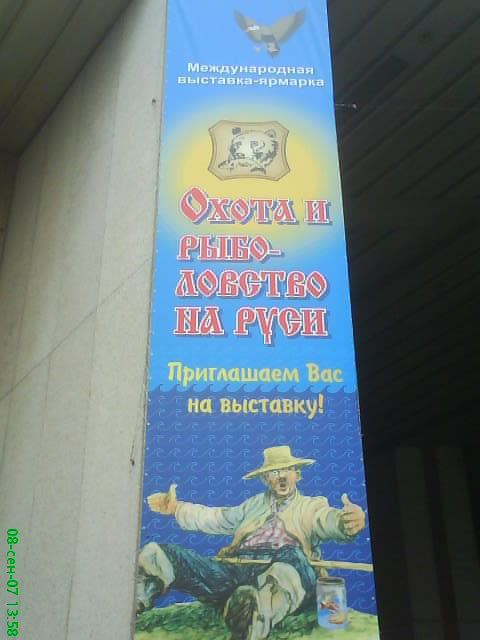 Международная
выставка-ярмарка
Охота и
рыбо-
ловство
на руси
Приглашаем Вас
на выставку!
08-сен-07 13:58